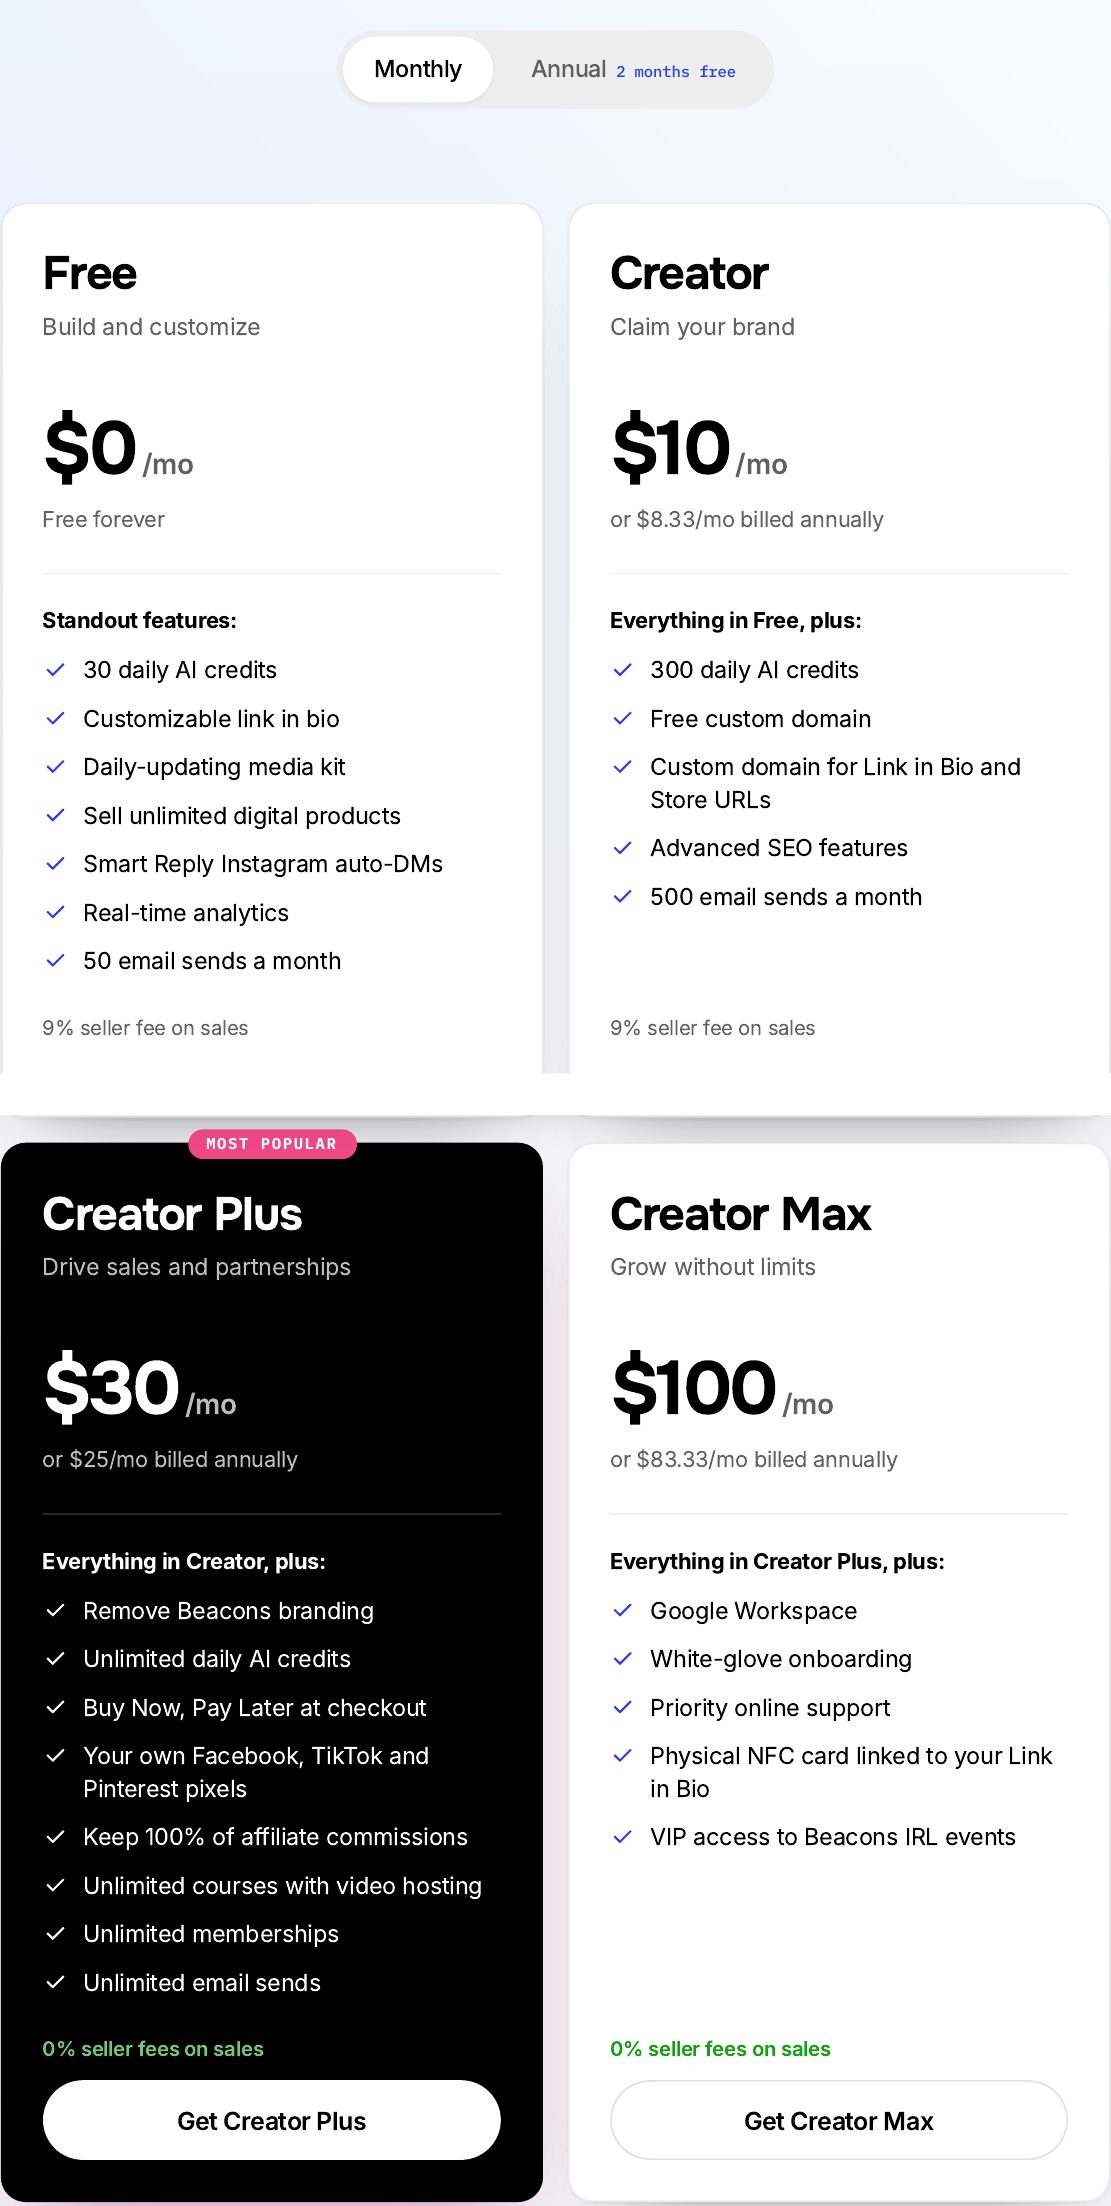 Monthly
Annual 2 months free
Free
Build and customize
$0 /mo
Free forever
Standout features:
30 daily AI credits
Customizable link in bio
Daily-updating media kit
Sell unlimited digital products
Smart Reply Instagram auto-DMs
Real-time analytics
50 email sends a month
9% seller fee on sales
Creator
Claim your brand
$10 /mo
or $8.33/mo billed annually
Everything in Free, plus:
300 daily AI credits
Free custom domain
Custom domain for Link in Bio and
Store URLs
Advanced SEO features
500 email sends a month
9% seller fee on sales
MOST POPULAR
Creator Plus
Drive sales and partnerships
$30 /mo
or $25/mo billed annually
Everything in Creator, plus:
Remove Beacons branding
Unlimited daily AI credits
Buy Now, Pay Later at checkout
Your own Facebook, TikTok and
Pinterest pixels
Keep 100% of affiliate commissions
Unlimited courses with video hosting
Unlimited memberships
Unlimited email sends
0% seller fees on sales
Get Creator Plus
Creator Max
Grow without limits
$100 /mo
or $83.33/mo billed annually
Everything in Creator Plus, plus:
Google Workspace
White-glove onboarding
Priority online support
Physical NFC card linked to your Link
in Bio
VIP access to Beacons IRL events
0% seller fees on sales
Get Creator Max